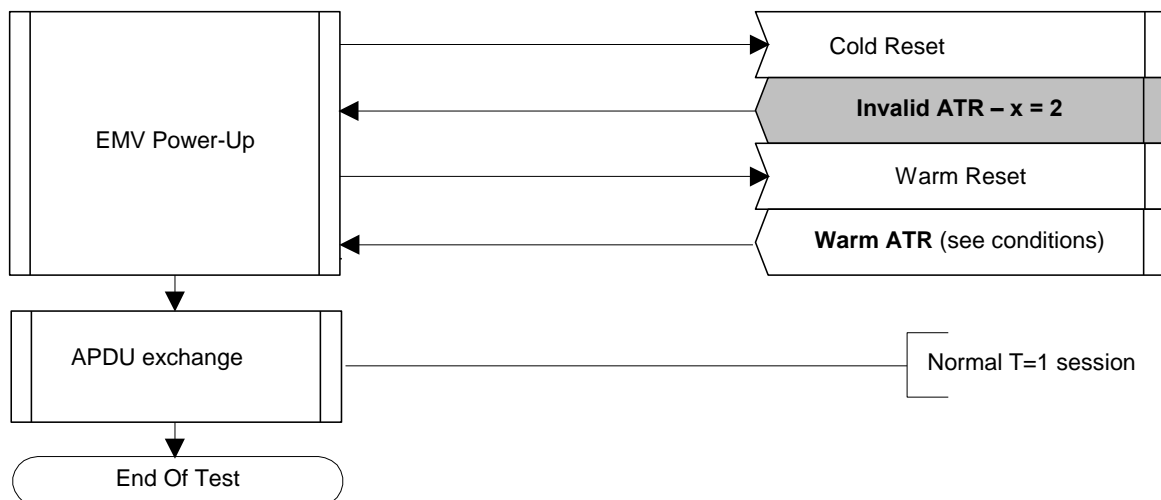 Cold Reset
Invalid ATR – x = 2
EMV Power-Up
Warm Reset
Warm ATR (see conditions)
APDU exchange
Normal T=1 session
End Of Test